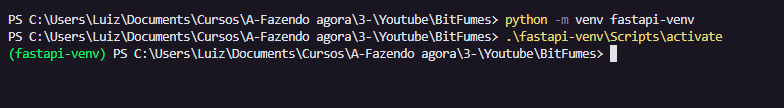 PS C:\Users\Luiz\Documents\Cursos\A-Fazendo agora\3-\Youtube\BitFumes> python -m venv fastapi-venv
PS C:\Users\Luiz\Documents\Cursos\A-Fazendo agora\3-\Youtube\BitFumes> .\fastapi-venv\Scripts\activate
(fastapi-venv) PS C:\Users\Luiz\Documents\Cursos\A-Fazendo agora\3-\Youtube\BitFumes>